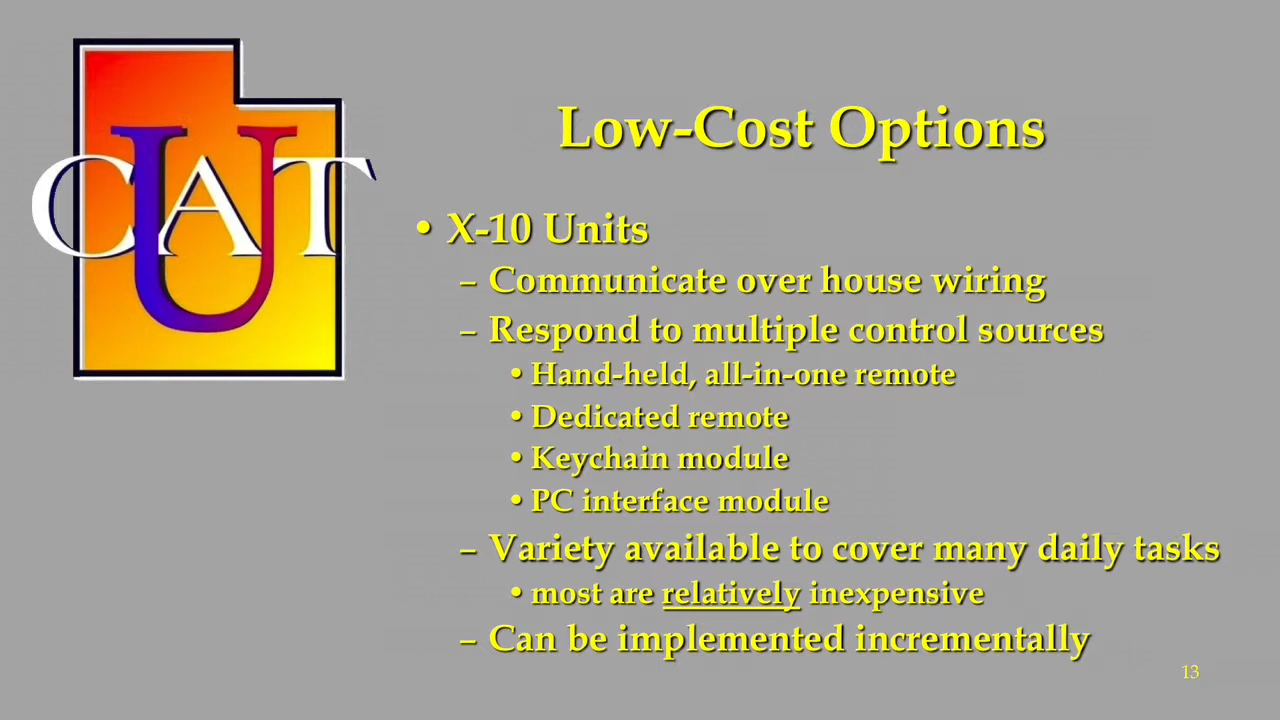 UCAT
Low-Cost Options
• X-10 Units
– Communicate over house wiring
– Respond to multiple control sources
• Hand-held, all-in-one remote
• Dedicated remote
• Keychain module
• PC interface module
– Variety available to cover many daily tasks
• most are relatively inexpensive
– Can be implemented incrementally
13